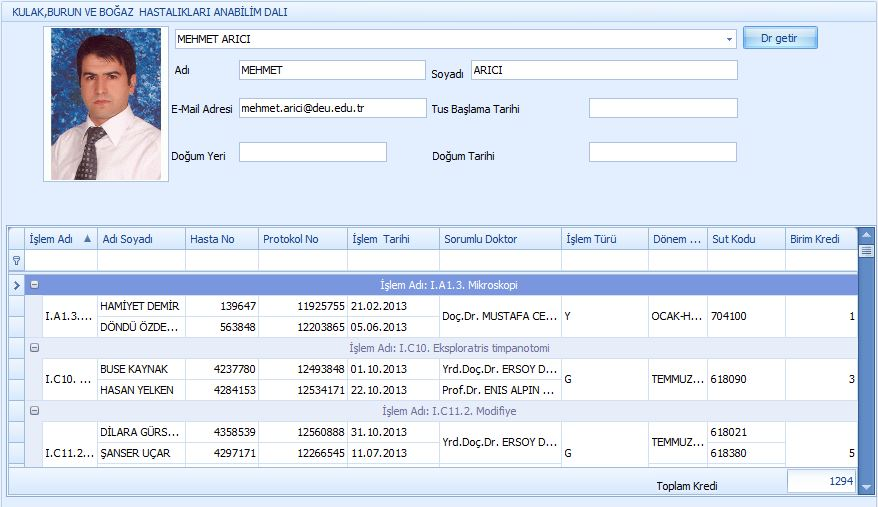 KULAK,BURUN VE BOĞAZ HASTALIKLARI ANABİLİM DALI
MEHMET ARICI Dr getir
Adı MEHMET Soyadı ARICI
E-Mail Adresi mehmet.arici@deu.edu.tr Tus Başlama Tarihi
Doğum Yeri Doğum Tarihi
İşlem Adı Adı Soyadı Hasta No Protokol No İşlem Tarihi Sorumlu Doktor İşlem Türü Dönem ... Sut Kodu Birim Kredi
İşlem Adı: I.A1.3. Mikroskopi
HAMİYET DEMİR 139647 11925755 21.02.2013
I.A1.3.... Doç.Dr. MUSTAFA CE... Y OCAK-H... 704100 1
DÖNDÜ ÖZDE... 563848 12203865 05.06.2013
İşlem Adı: I.C10. Eksploratris timpanotomi
BUSE KAYNAK 4237780 12493848 01.10.2013 Yrd.Doç.Dr. ERSOY D...
I.C10. ... G TEMMUZ... 618090 3
HASAN YELKEN 4284153 12534171 22.10.2013 Prof.Dr. ENIS ALPIN ...
İşlem Adı: I.C11.2. Modifiye
DİLARA GÜRS... 4358539 12560888 31.10.2013 618021
Yrd.Doç.Dr. ERSOY D... TEMMUZ...
I.C11.2... ŞANSER UÇAR 4297171 12266545 11.07.2013 G 618380 5
Toplam Kredi 1294